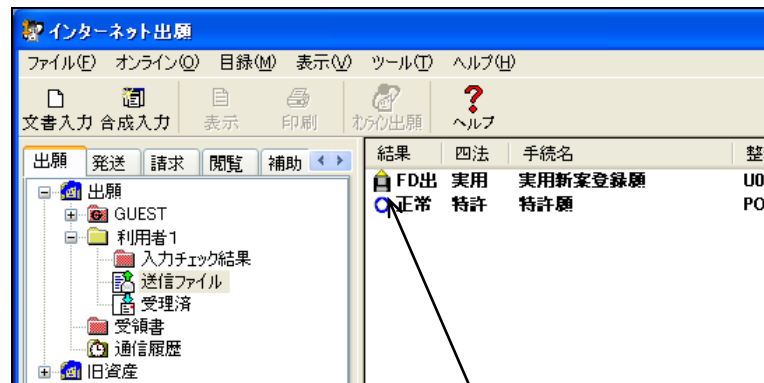 インターネット出願
ファイル(F) オンライン(O) 目録(M) 表示(V) ツール(T) ヘルプ(H)
文書入力 合成入力 表示 印刷 オンライン出願 ヘルプ
出願 発送 請求 閲覧 補助
結果 四法 手続名 整
FD出 実用 実用新案登録願 U0
正常 特許 特許願 PO
出願
GUEST
利用者1
入力チェック結果
送信ファイル
受理済
受領書
通信履歴
旧資産